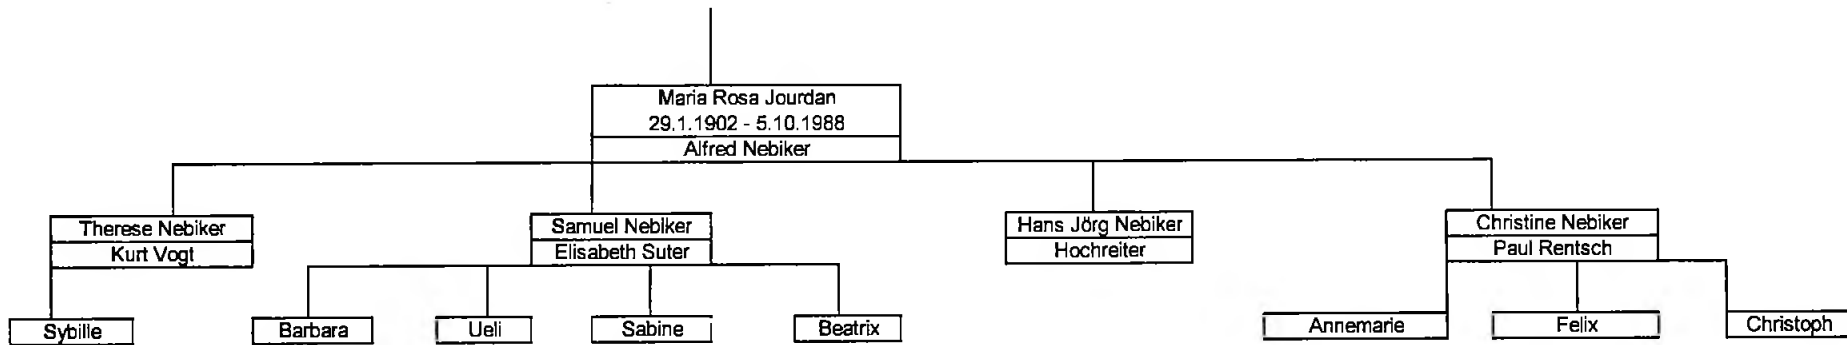 Maria Rosa Jourdan
29.1.1902 - 5.10.1988
Alfred Nebiker
Therese Nebiker
Kurt Vogt
Samuel Nebiker
Elisabeth Suter
Hans Jörg Nebiker
Hochreiter
Christine Nebiker
Paul Rentsch
Sybille
Barbara
Ueli
Sabine
Beatrix
Annemarie
Felix
Christoph